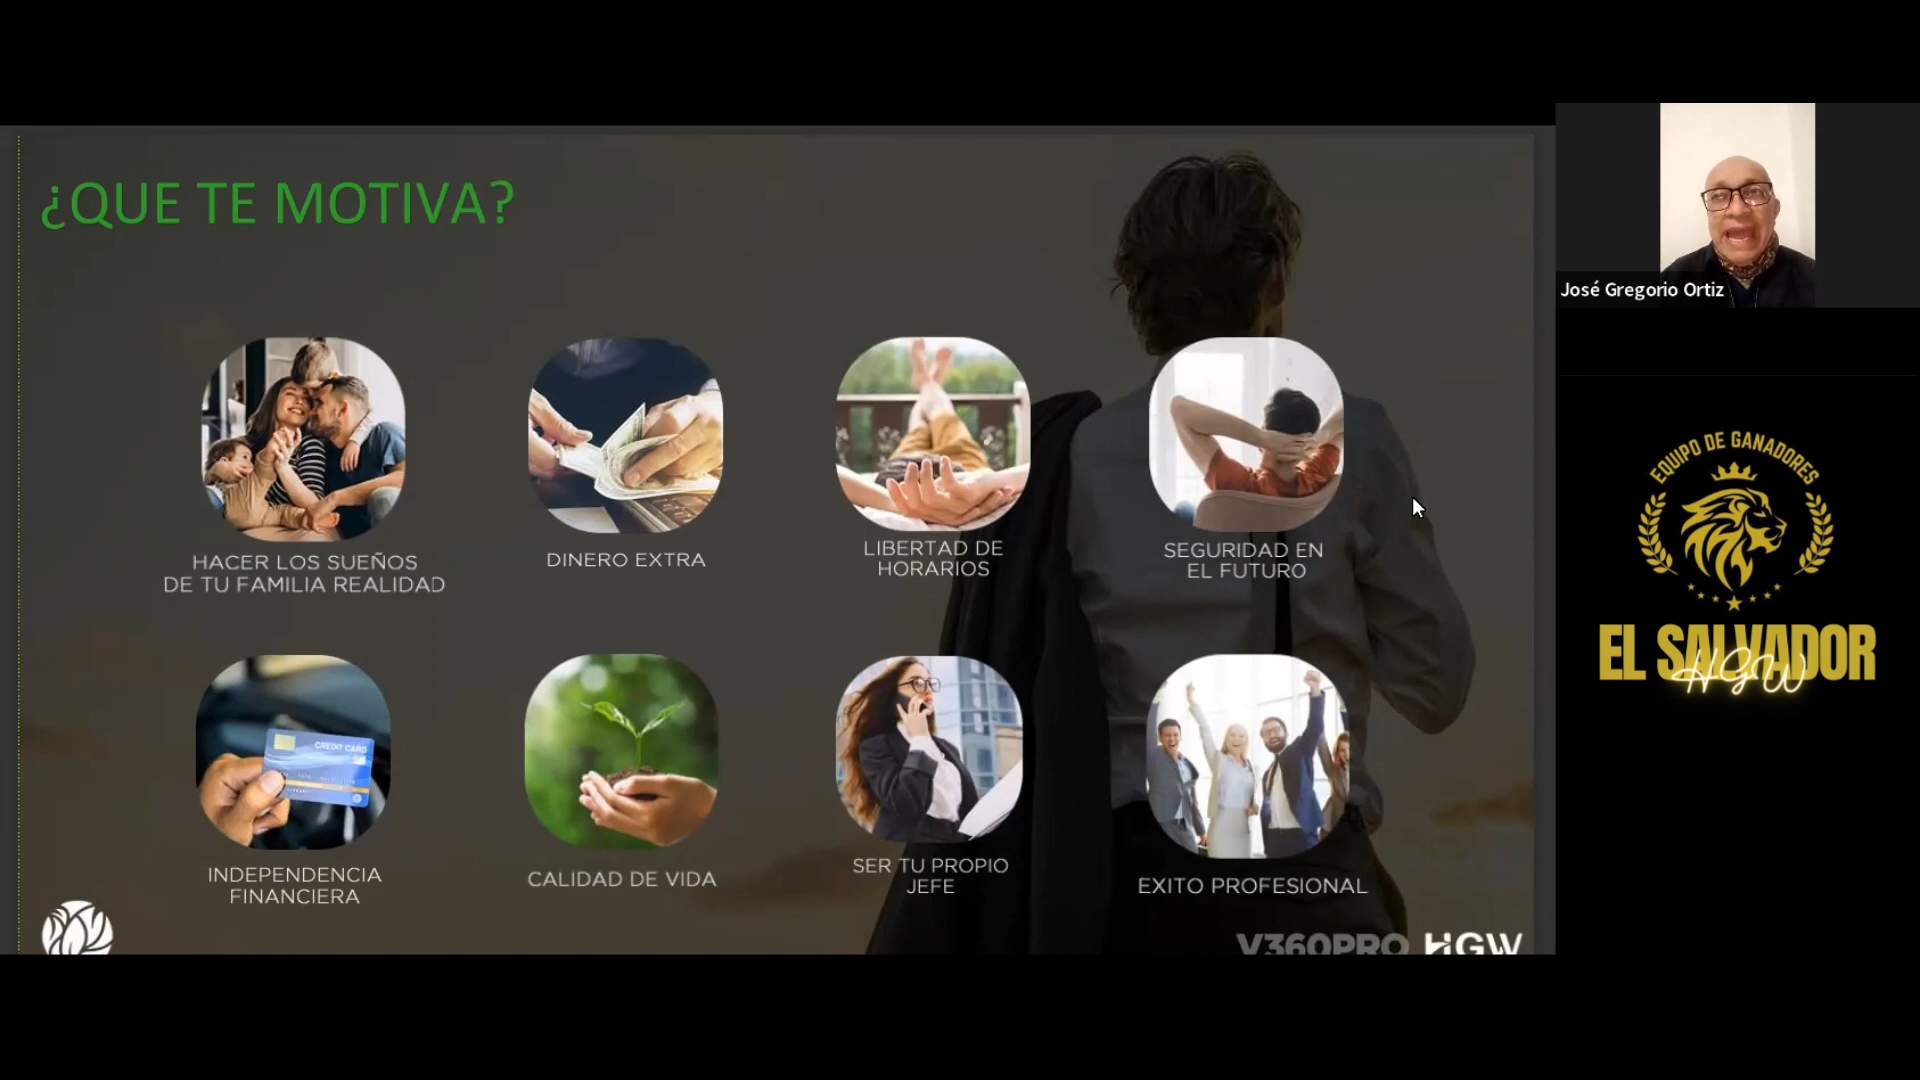 ¿QUE TE MOTIVA?
HACER LOS SUEÑOS
DE TU FAMILIA REALIDAD
DINERO EXTRA
LIBERTAD DE
HORARIOS
SEGURIDAD EN
EL FUTURO
CREDIT CARD
INDEPENDENCIA
FINANCIERA
CALIDAD DE VIDA
SER TU PROPIO
JEFE
EXITO PROFESIONAL
V360PRO HGW
José Gregorio Ortiz
EQUIPO DE GANADORES
EL SALVADOR
HGW